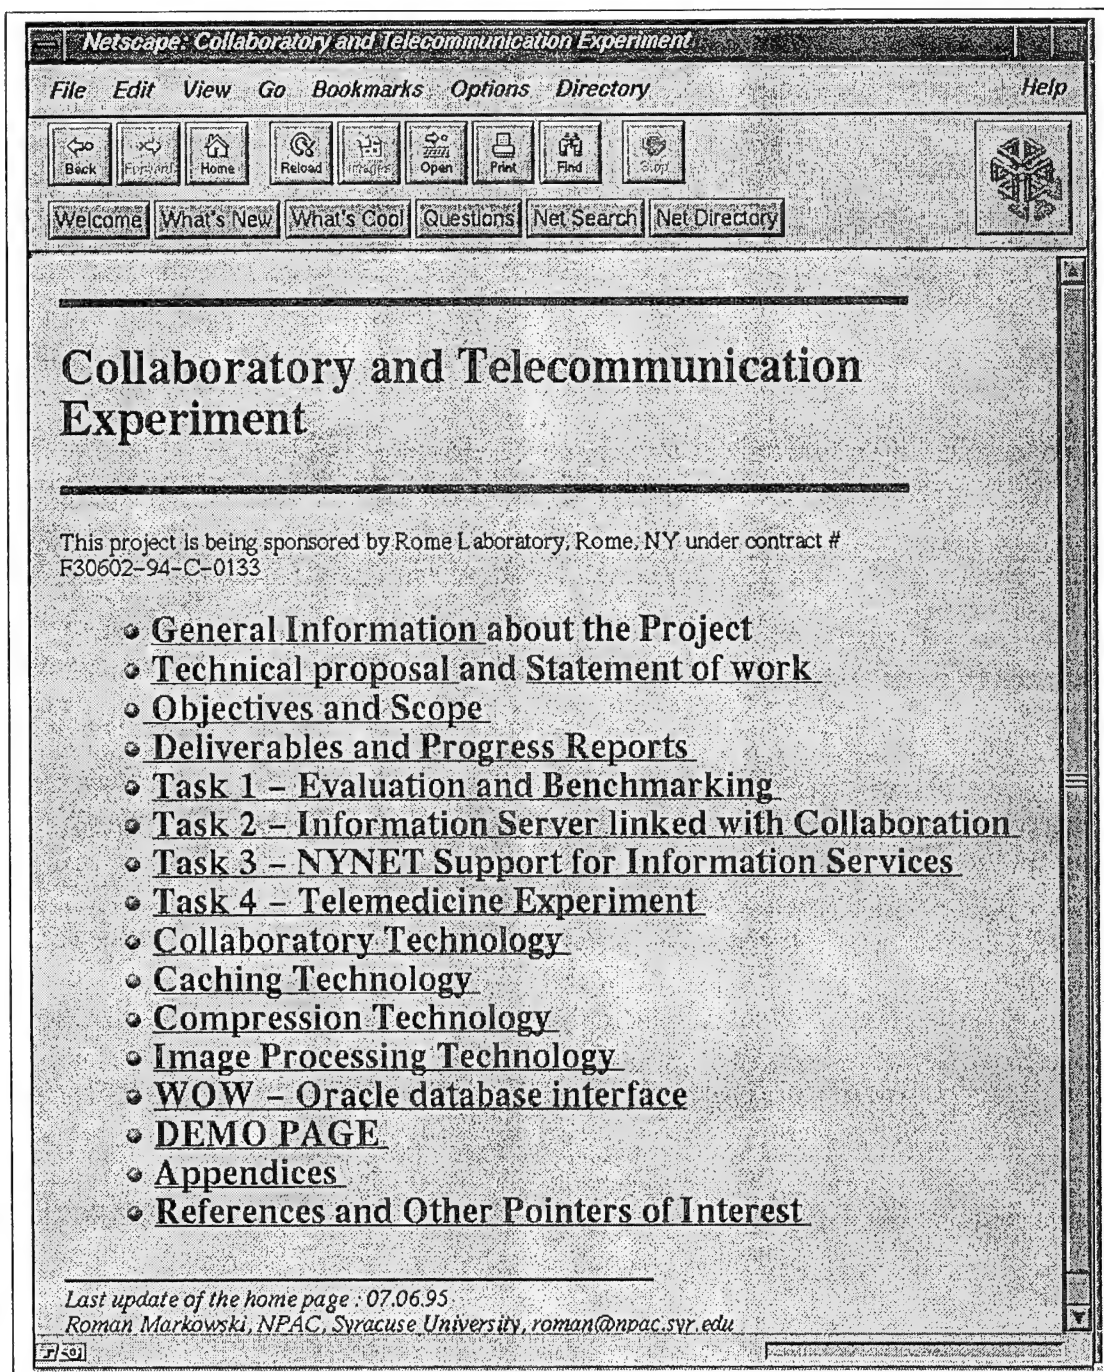 Netscape: Collaboratory and Telecommunication Experiment
File Edit View Go Bookmarks Options Directory Help
Back Forward Home Reload Images Open Print Find Stop
Welcome What's New What's Cool Questions Net Search Net Directory
Collaboratory and Telecommunication
Experiment
This project is being sponsored by Rome Laboratory, Rome, NY under contract #
F30602-94-C-0133
General Information about the Project
Technical proposal and Statement of work
Objectives and Scope
Deliverables and Progress Reports
Task 1 – Evaluation and Benchmarking
Task 2 – Information Server linked with Collaboration
Task 3 – NYNET Support for Information Services
Task 4 – Telemedicine Experiment
Collaboratory Technology
Caching Technology
Compression Technology
Image Processing Technology
WOW – Oracle database interface
DEMO PAGE
Appendices
References and Other Pointers of Interest
Last update of the home page : 07.06.95
Roman Markowski, NPAC, Syracuse University, roman@npac.syr.edu